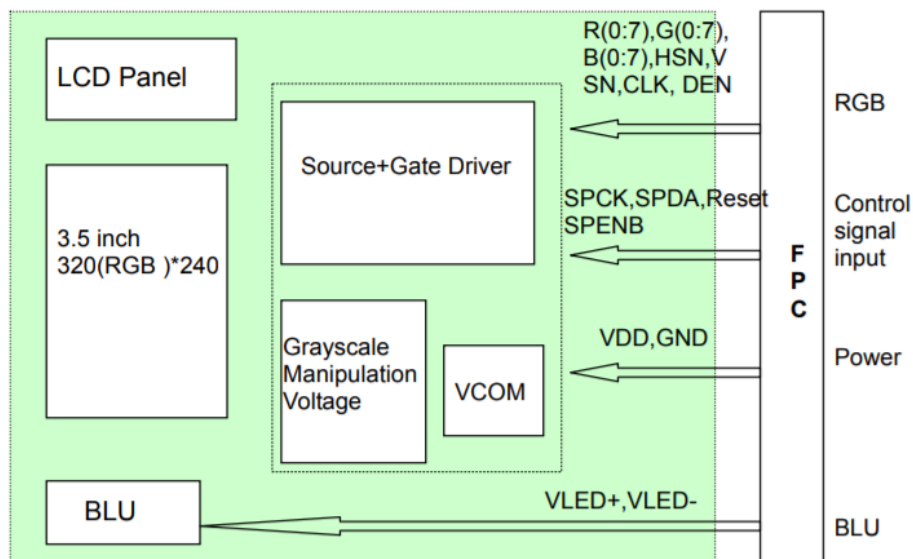 R(0:7),G(0:7),
B(0:7),HSN,V
SN,CLK, DEN
LCD Panel
RGB
Source+Gate Driver
SPCK,SPDA,Reset
SPENB
Control
signal
input
3.5 inch
320(RGB )*240
F
P
C
Grayscale
Manipulation
Voltage
VCOM
VDD,GND
Power
BLU
VLED+,VLED-
BLU